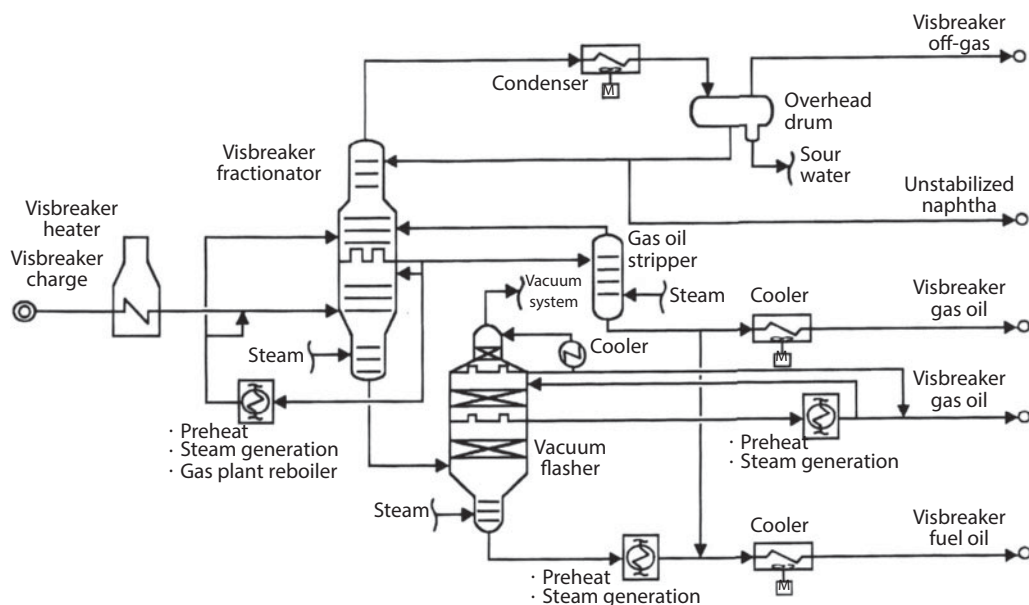 Visbreaker
off-gas
Condenser
M
Overhead
drum
Sour
water
Visbreaker
fractionator
Unstabilized
naphtha
Visbreaker
heater
Visbreaker
charge
Gas oil
stripper
Vacuum
system
Steam
Cooler
M
Visbreaker
gas oil
Steam
Cooler
Visbreaker
gas oil
· Preheat
· Steam generation
· Gas plant reboiler
Vacuum
flasher
· Preheat
· Steam generation
Steam
Cooler
M
Visbreaker
fuel oil
· Preheat
· Steam generation